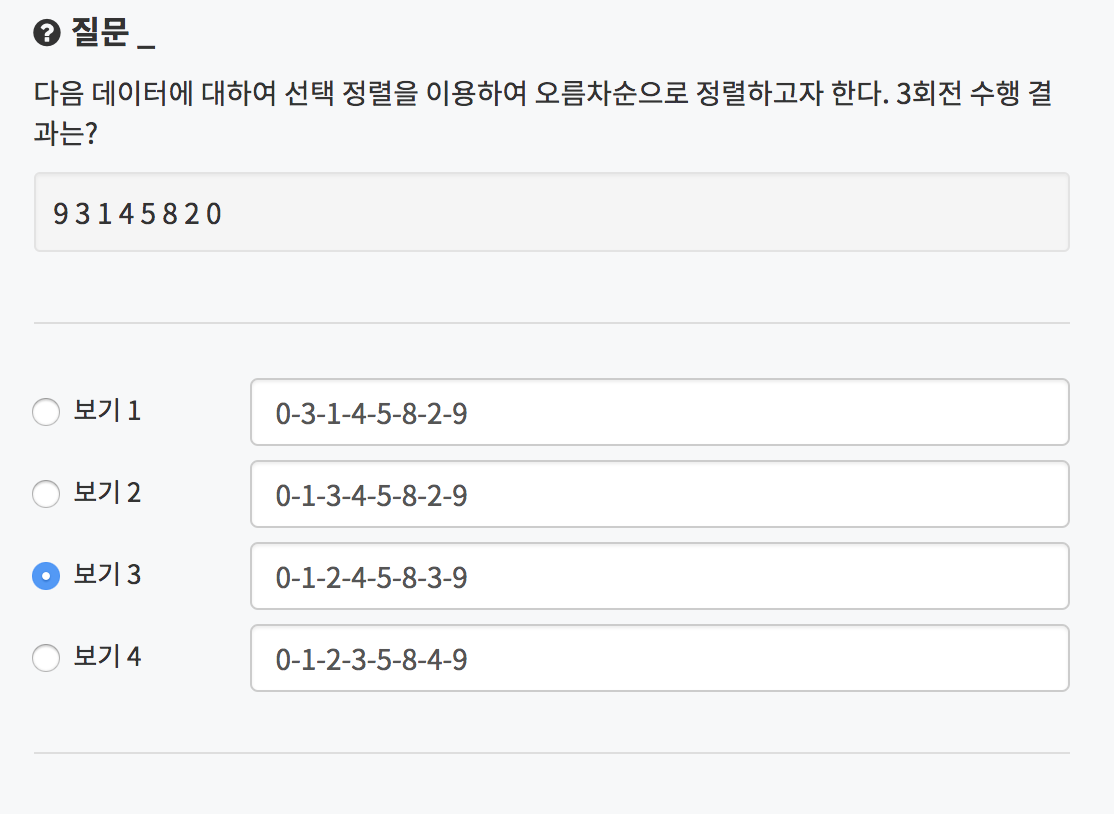 질문 _
다음 데이터에 대하여 선택 정렬을 이용하여 오름차순으로 정렬하고자 한다. 3회전 수행 결
과는?
9 3 1 4 5 8 2 0
보기 1
0-3-1-4-5-8-2-9
보기 2
0-1-3-4-5-8-2-9
보기 3
0-1-2-4-5-8-3-9
보기 4
0-1-2-3-5-8-4-9